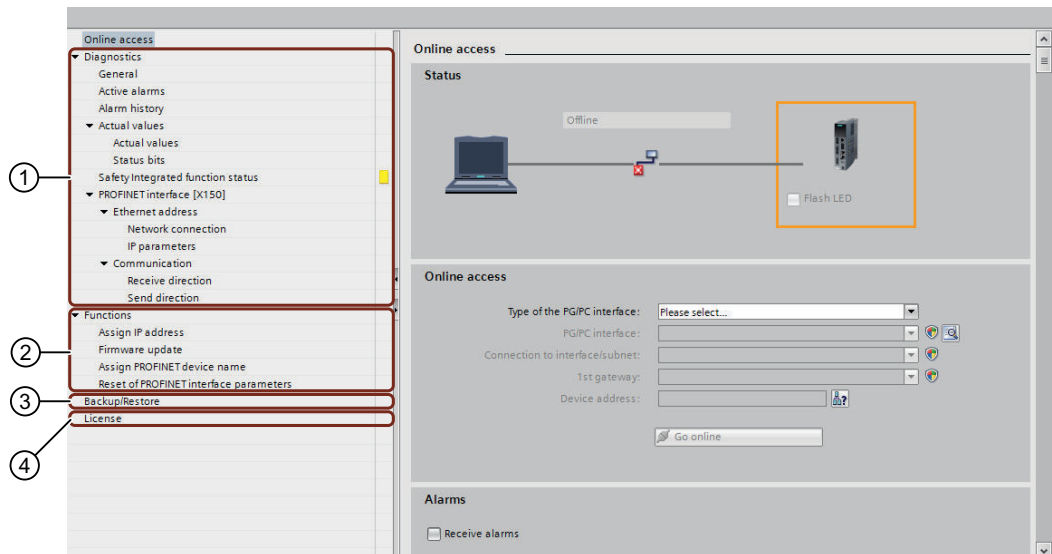 Online access
Diagnostics
General
Active alarms
Alarm history
Actual values
Actual values
Status bits
Safety Integrated function status
PROFINET interface [X150]
Ethernet address
Network connection
IP parameters
Communication
Receive direction
Send direction
Functions
Assign IP address
Firmware update
Assign PROFINET device name
Reset of PROFINET interface parameters
Backup/Restore
License
1
2
3
4
Online access
Status
Offline
Flash LED
Online access
Type of the PG/PC interface: Please select...
PG/PC interface:
Connection to interface/subnet:
1st gateway:
Device address:
?
Go online
Alarms
Receive alarms